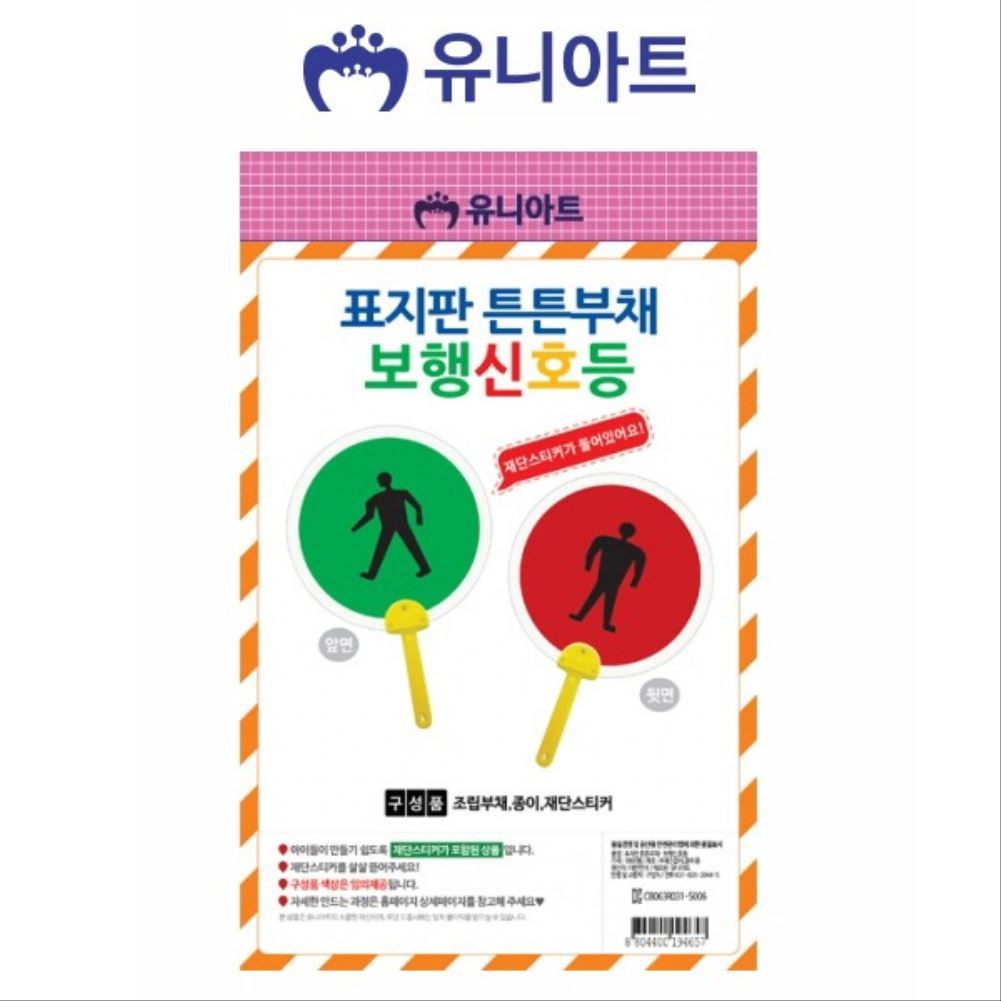 유니아트
유니아트
표지판 튼튼부채
보행신호등
재단스티커가 들어있어요!
앞면
뒷면
구성품 조립부채,종이,재단스티커
아이들이 만들기 쉽도록 재단스티커가 포함된 상품입니다.
재단스티커를 살살 뜯어주세요!
구성품 색상은 임의제공됩니다.
자세한 만드는 과정은 홈페이지 상세페이지를 참고해 주세요♥
8 804400 194657